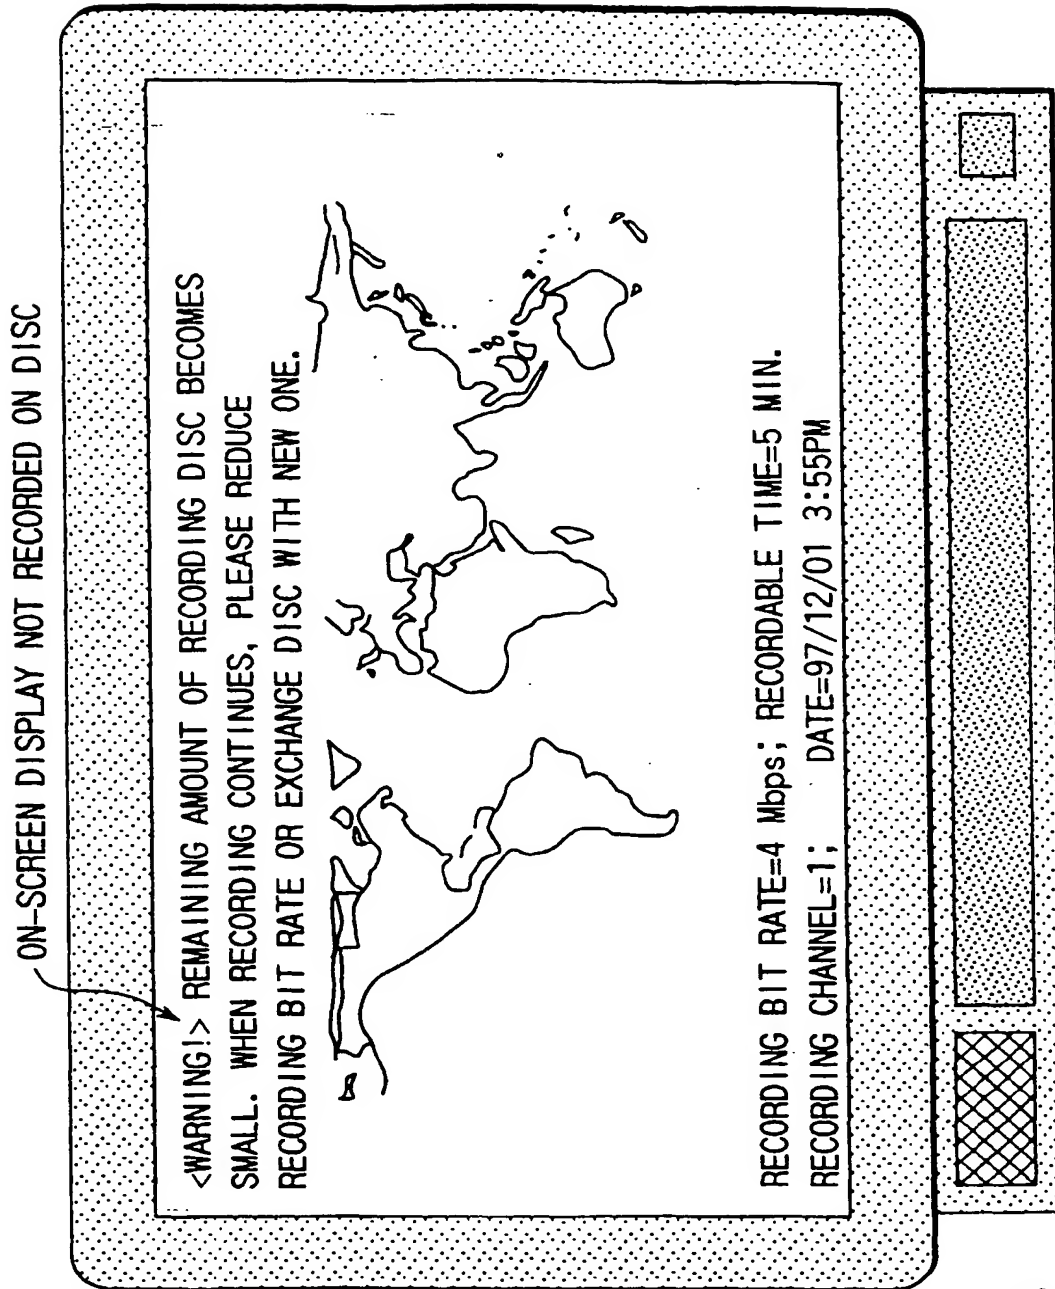 ON-SCREEN DISPLAY NOT RECORDED ON DISC
<WARNING!> REMAINING AMOUNT OF RECORDING DISC BECOMES
SMALL. WHEN RECORDING CONTINUES, PLEASE REDUCE
RECORDING BIT RATE OR EXCHANGE DISC WITH NEW ONE.
RECORDING BIT RATE=4 Mbps; RECORDABLE TIME=5 MIN.
RECORDING CHANNEL=1; DATE=97/12/01 3:55PM